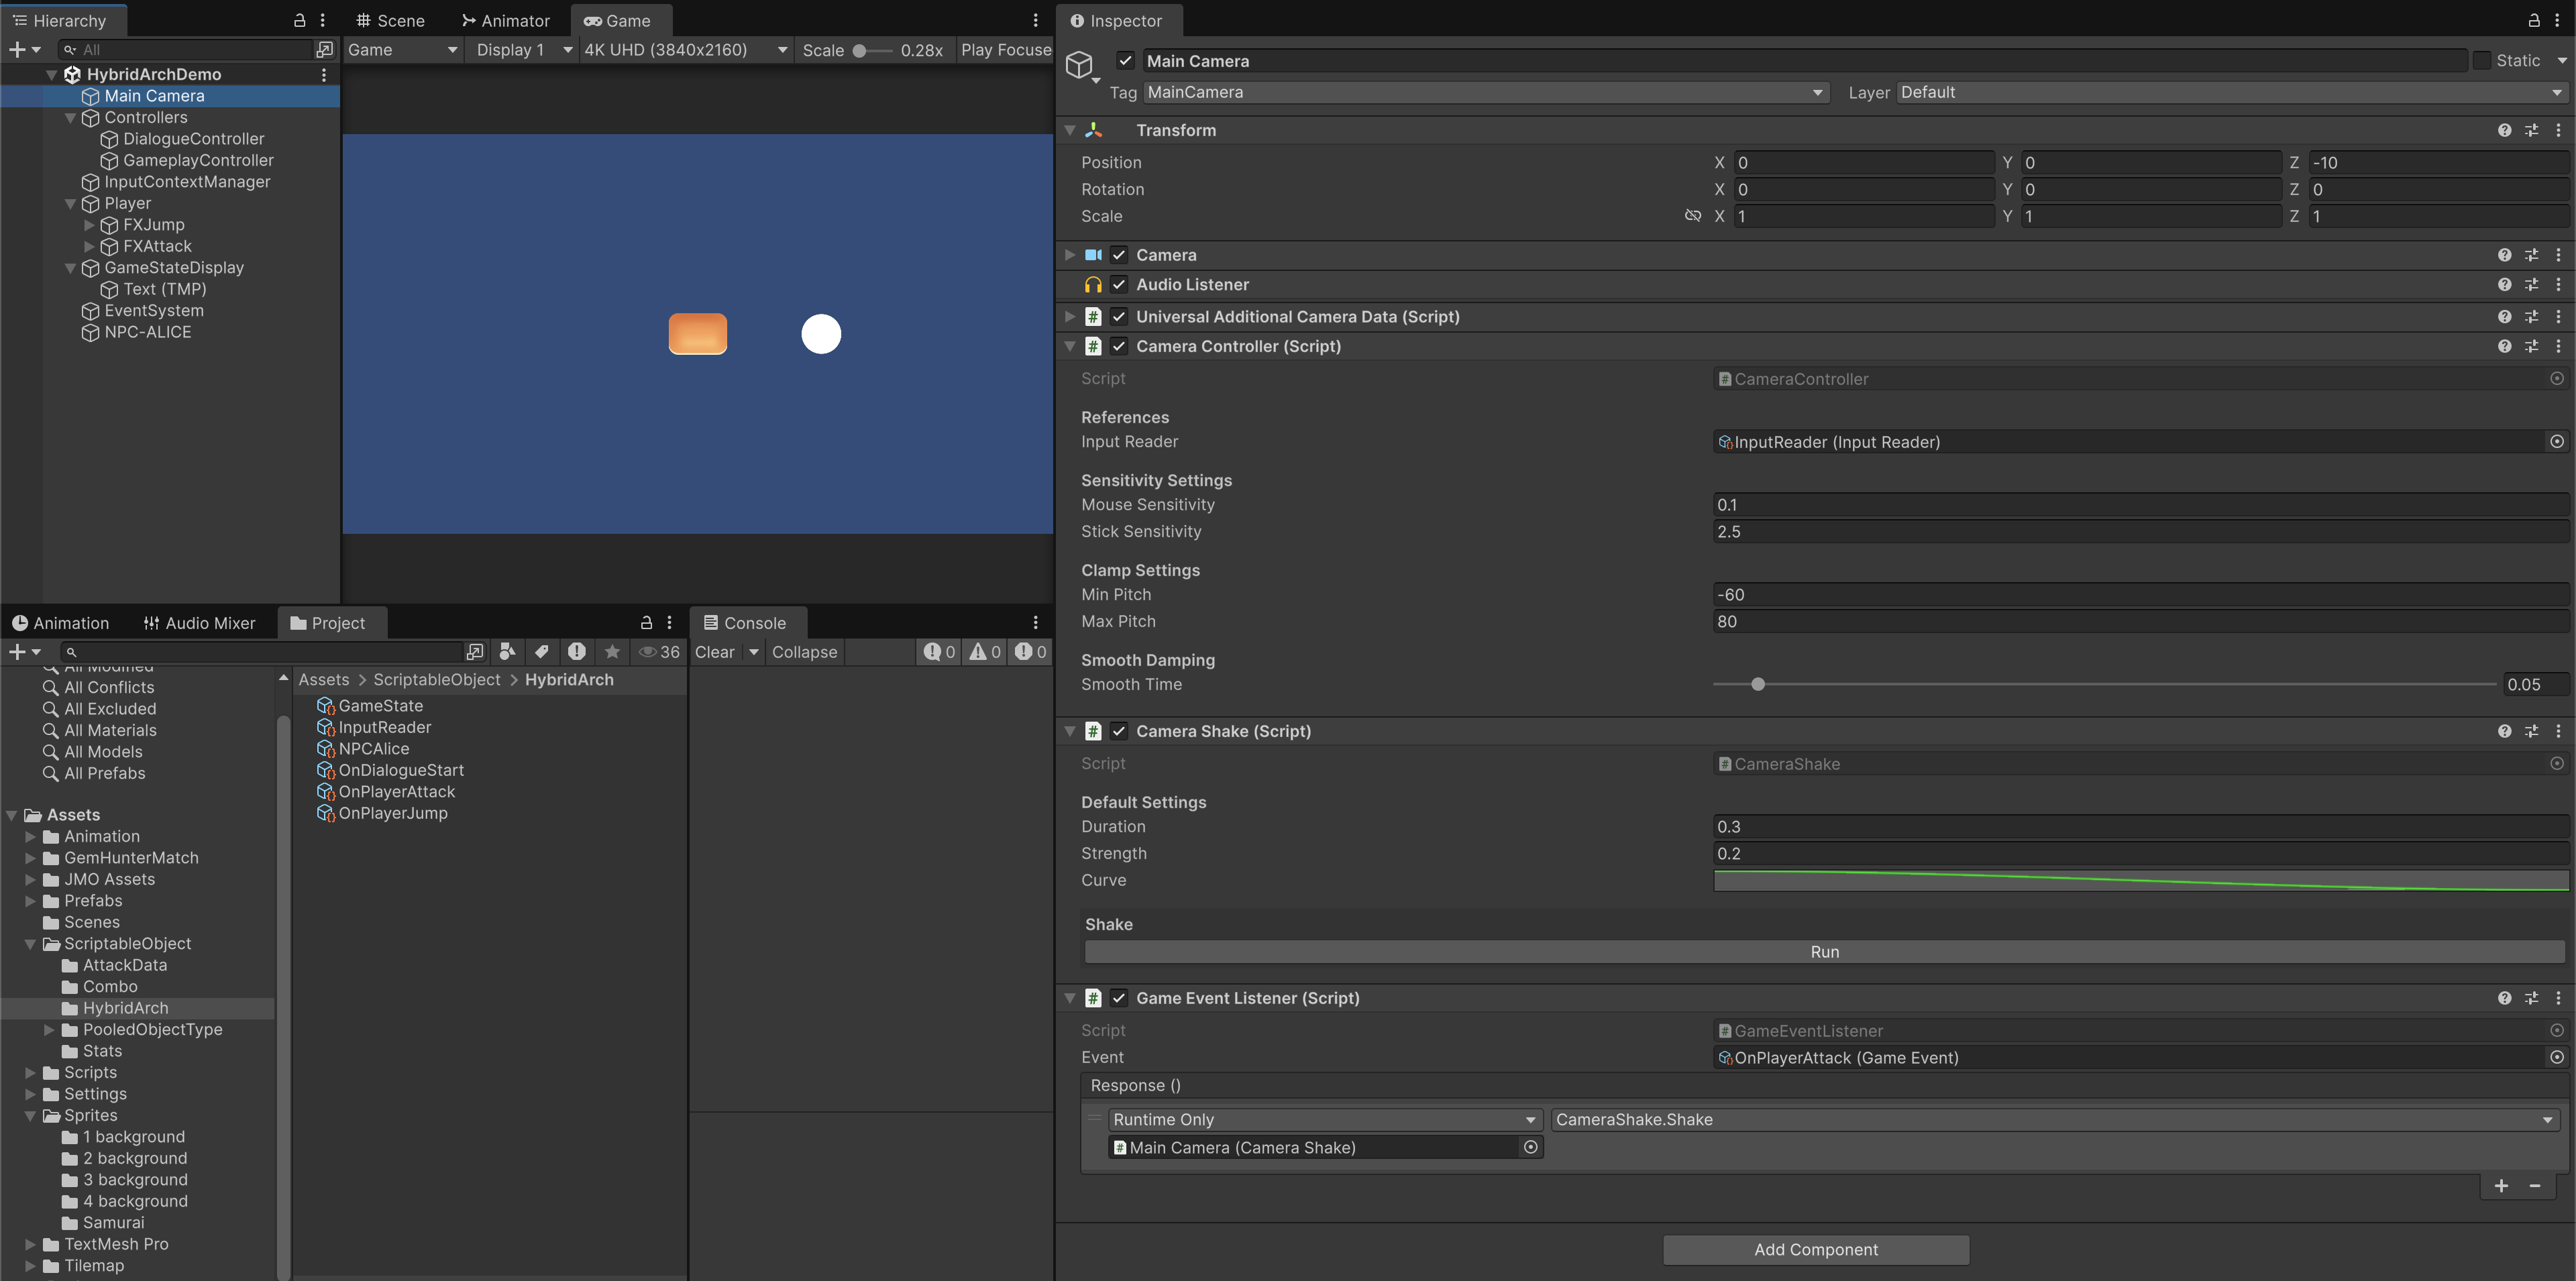 Hierarchy
All
HybridArchDemo
Main Camera
Controllers
DialogueController
GameplayController
InputContextManager
Player
FXJump
FXAttack
GameStateDisplay
Text (TMP)
EventSystem
NPC-ALICE
Scene Animator Game
Game Display 1 4K UHD (3840x2160) Scale 0.28x Play Focuse
Animation Audio Mixer Project
36
All Modified
All Conflicts
All Excluded
All Materials
All Models
All Prefabs
Assets
Animation
GemHunterMatch
JMO Assets
Prefabs
Scenes
ScriptableObject
AttackData
Combo
HybridArch
PooledObjectType
Stats
Scripts
Settings
Sprites
1 background
2 background
3 background
4 background
Samurai
TextMesh Pro
Tilemap
Assets > ScriptableObject > HybridArch
GameState
InputReader
NPCAlice
OnDialogueStart
OnPlayerAttack
OnPlayerJump
Console
Clear Collapse 0 0 0
Inspector
Main Camera Static
Tag MainCamera Layer Default
Transform
Position X 0 Y 0 Z -10
Rotation X 0 Y 0 Z 0
Scale X 1 Y 1 Z 1
Camera
Audio Listener
Universal Additional Camera Data (Script)
Camera Controller (Script)
Script CameraController
References
Input Reader InputReader (Input Reader)
Sensitivity Settings
Mouse Sensitivity 0.1
Stick Sensitivity 2.5
Clamp Settings
Min Pitch -60
Max Pitch 80
Smooth Damping
Smooth Time 0.05
Camera Shake (Script)
Script CameraShake
Default Settings
Duration 0.3
Strength 0.2
Curve
Shake
Run
Game Event Listener (Script)
Script GameEventListener
Event OnPlayerAttack (Game Event)
Response ()
Runtime Only CameraShake.Shake
Main Camera (Camera Shake)
Add Component